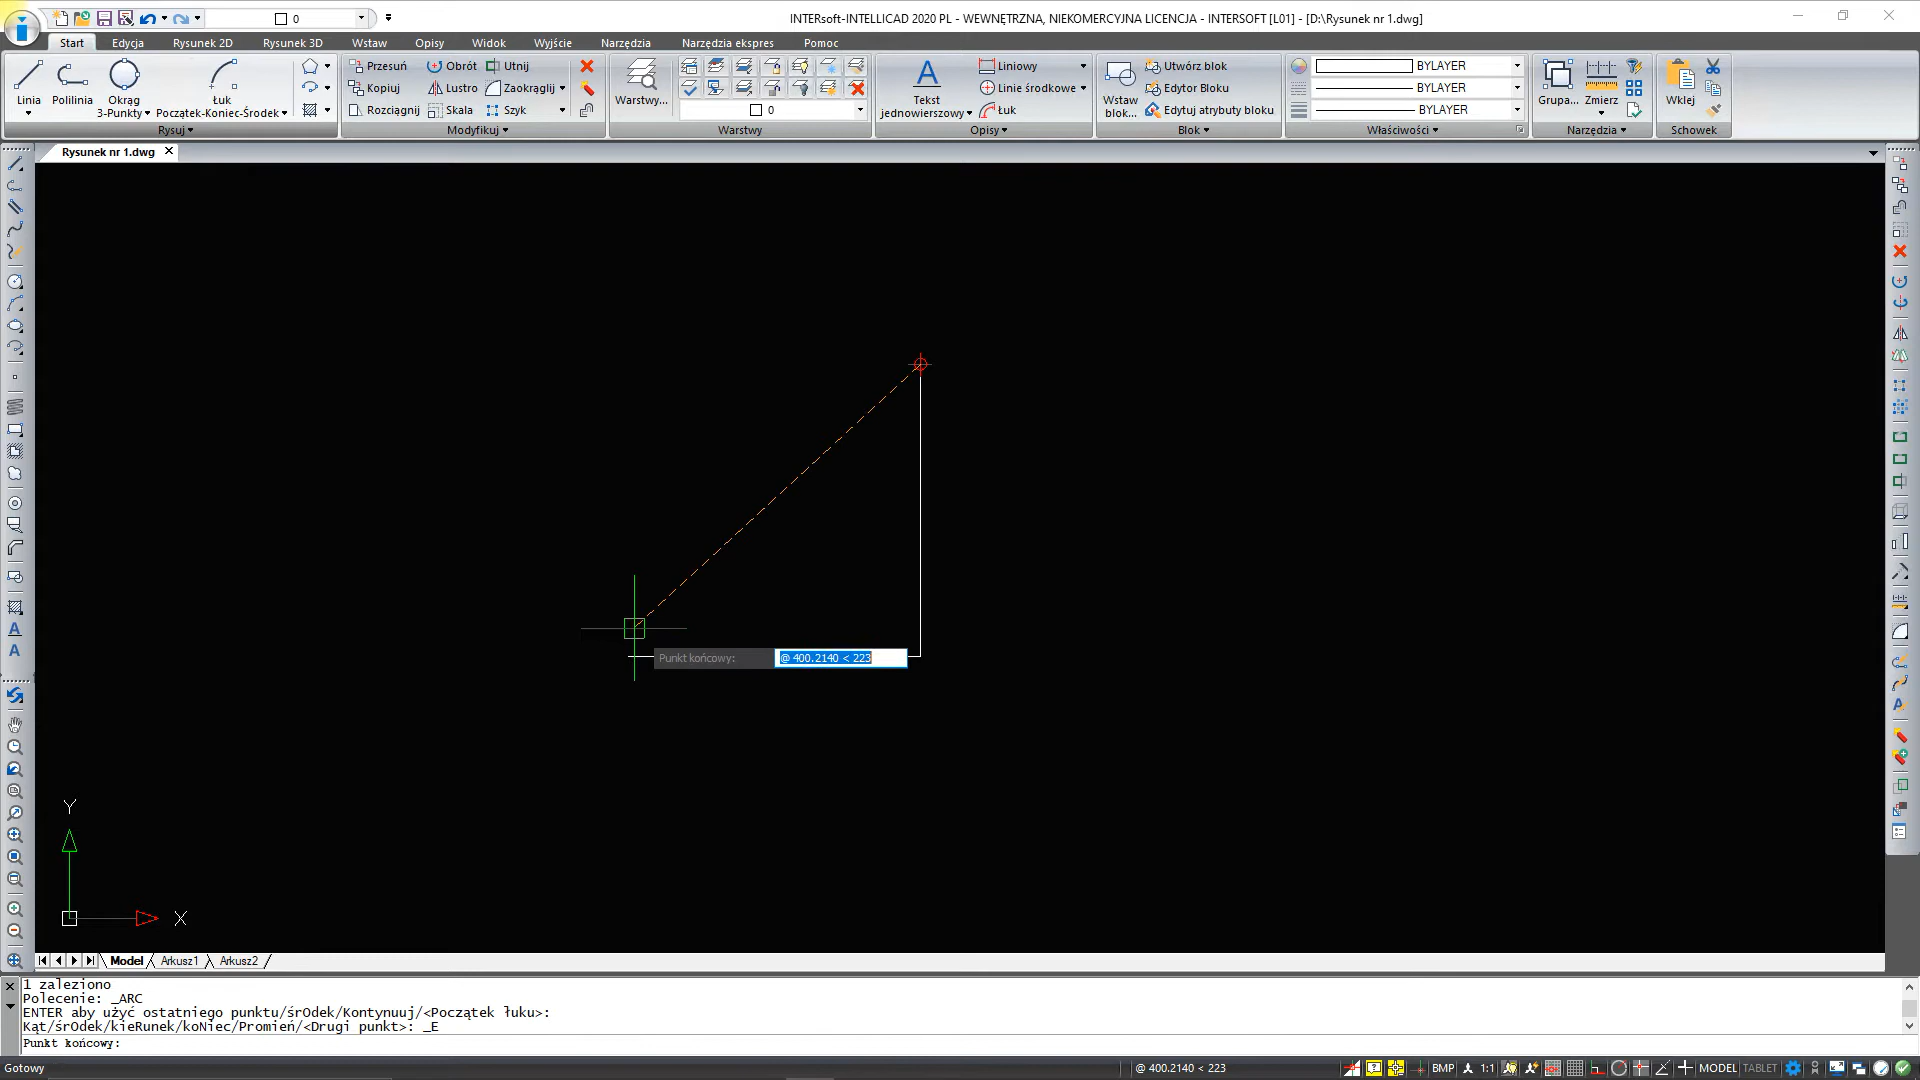 0
INTERsoft-INTELLICAD 2020 PL - WEWNĘTRZNA, NIEKOMERCYJNA LICENCJA - INTERSOFT [L01] - [D:\Rysunek nr 1.dwg]
Start Edycja Rysunek 2D Rysunek 3D Wstaw Opisy Widok Wyjście Narzędzia Narzędzia ekspres Pomoc
Linia
Polilinia
Okrąg
3-Punkty
Łuk
Początek-Koniec-Środek
Rysuj
Przesuń Obrót Utnij
Kopiuj Lustro Zaokrąglij
Rozciągnij Skala Szyk
Modyfikuj
Warstwy...
0
Warstwy
Tekst
jednowierszowy
Liniowy
Linie środkowe
Łuk
Opisy
Wstaw
blok...
Utwórz blok
Edytor Bloku
Edytuj atrybuty bloku
Blok
BYLAYER
BYLAYER
BYLAYER
Właściwości
Grupa...
Zmierz
Narzędzia
Wklej
Schowek
Rysunek nr 1.dwg
Punkt końcowy: @ 400.2140 < 223
Y
X
Model Arkusz1 Arkusz2
1 zaleziono
Polecenie: _ARC
ENTER aby użyć ostatniego punktu/śrOdek/Kontynuuj/<Początek łuku>:
Kąt/śrOdek/kieRunek/koNiec/Promień/<Drugi punkt>: _E
Punkt końcowy:
Gotowy
@ 400.2140 < 223
BMP 1:1 MODEL TABLET